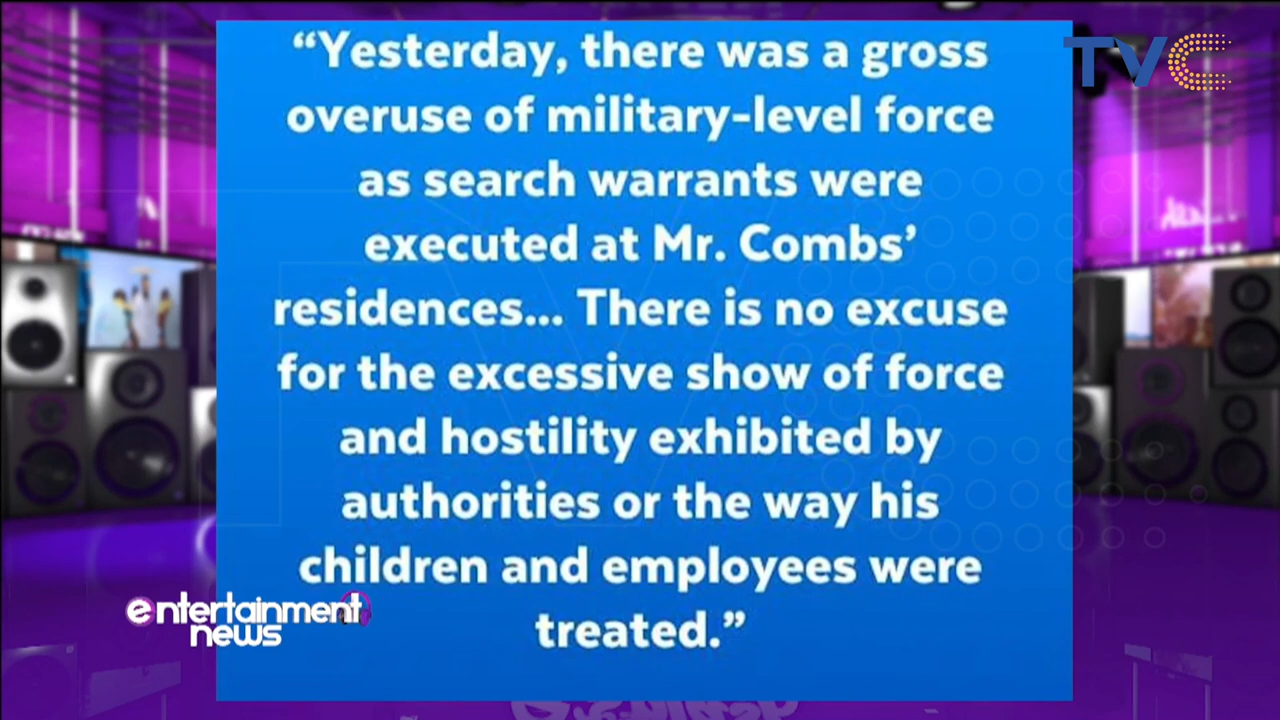 “Yesterday, there was a gross
overuse of military-level force
as search warrants were
executed at Mr. Combs’
residences... There is no excuse
for the excessive show of force
and hostility exhibited by
authorities or the way his
children and employees were
treated.”
TVC
entertainment
news